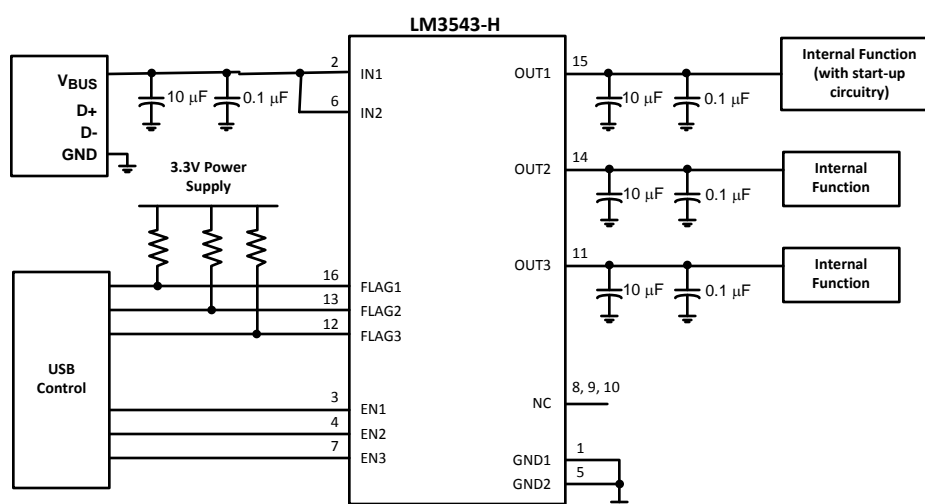 LM3543-H
VBUS
D+
D-
GND
10 μF
0.1 μF
2
IN1
6
IN2
3.3V Power
Supply
16
FLAG1
13
FLAG2
12
FLAG3
USB
Control
3
EN1
4
EN2
7
EN3
OUT1
15
10 μF
0.1 μF
Internal Function
(with start-up
circuitry)
OUT2
14
10 μF
0.1 μF
Internal
Function
OUT3
11
10 μF
0.1 μF
Internal
Function
NC
8, 9, 10
GND1
1
GND2
5